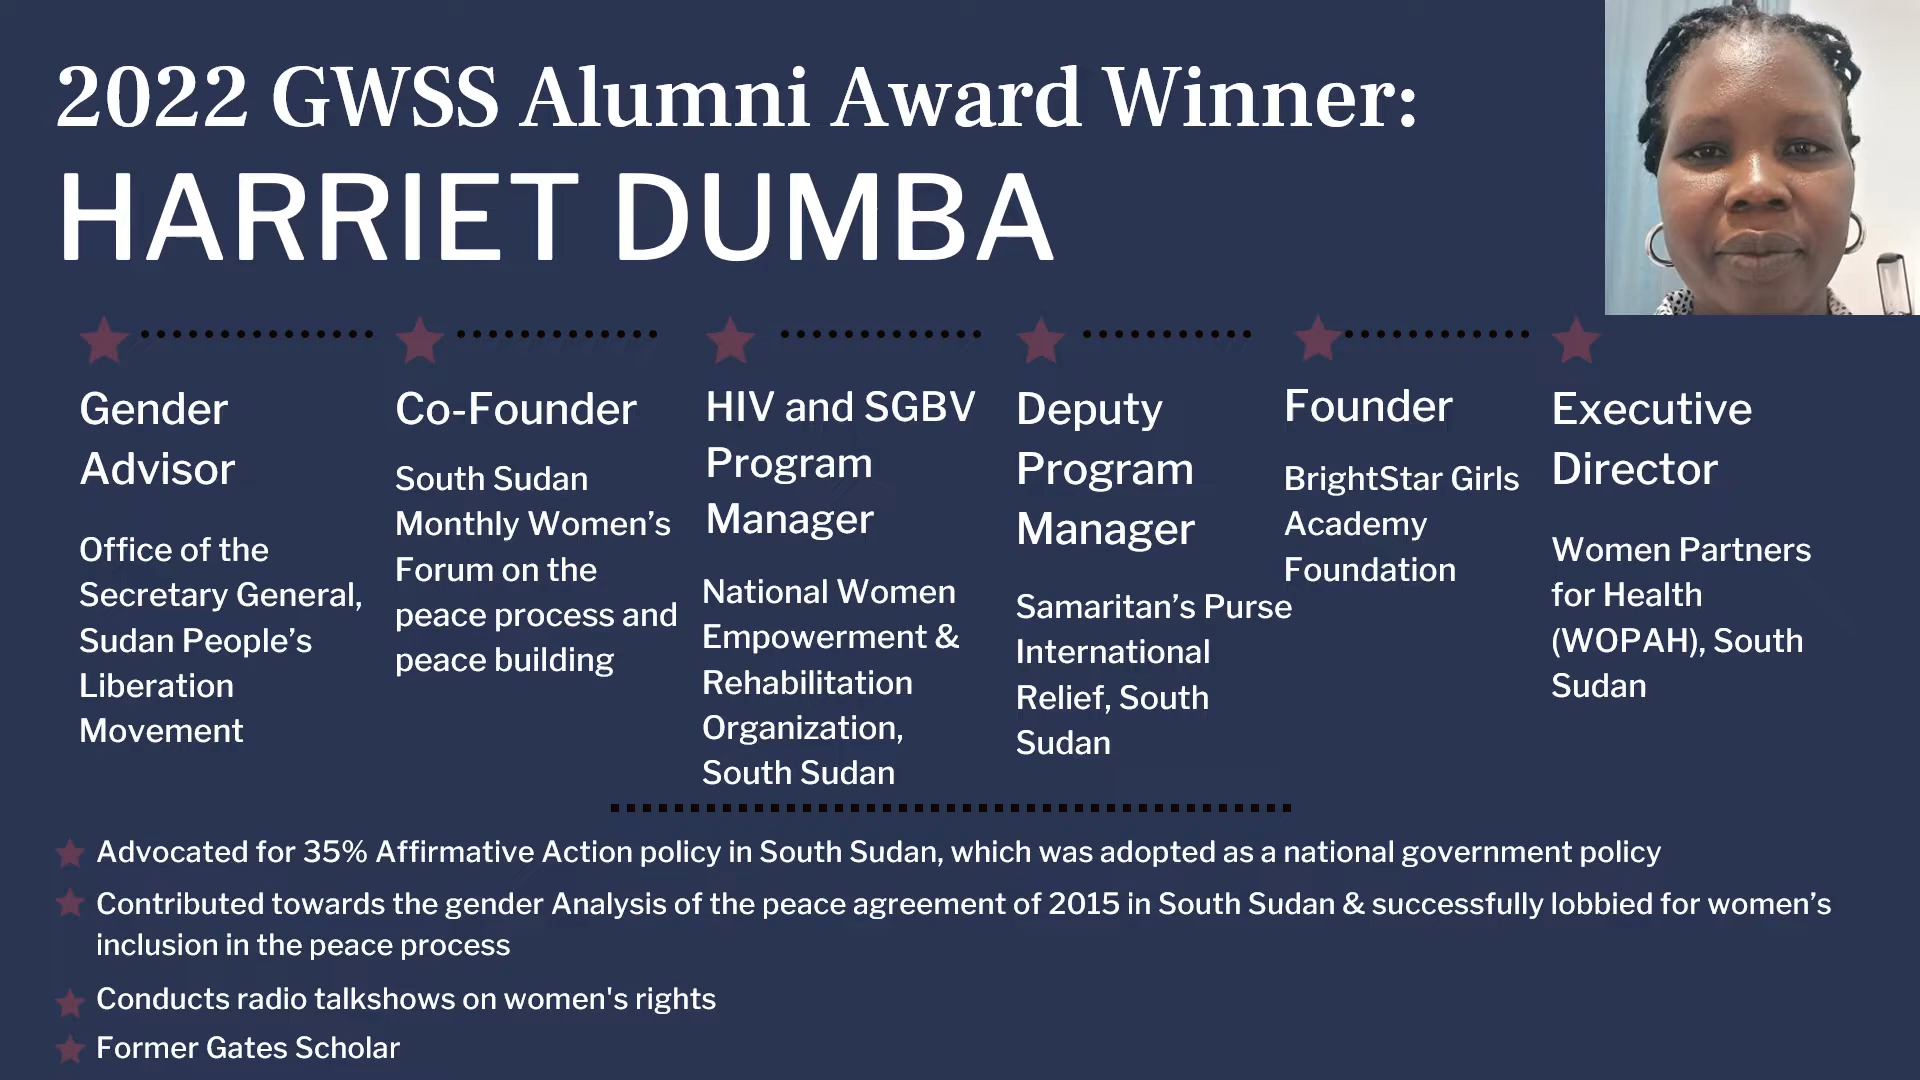 2022 GWSS Alumni Award Winner:
HARRIET DUMBA
Gender
Advisor
Office of the
Secretary General,
Sudan People’s
Liberation
Movement
Co-Founder
South Sudan
Monthly Women’s
Forum on the
peace process and
peace building
HIV and SGBV
Program
Manager
National Women
Empowerment &
Rehabilitation
Organization,
South Sudan
Deputy
Program
Manager
Samaritan’s Purse
International
Relief, South
Sudan
Founder
BrightStar Girls
Academy
Foundation
Executive
Director
Women Partners
for Health
(WOPAH), South
Sudan
Advocated for 35% Affirmative Action policy in South Sudan, which was adopted as a national government policy
Contributed towards the gender Analysis of the peace agreement of 2015 in South Sudan & successfully lobbied for women’s
inclusion in the peace process
Conducts radio talkshows on women's rights
Former Gates Scholar